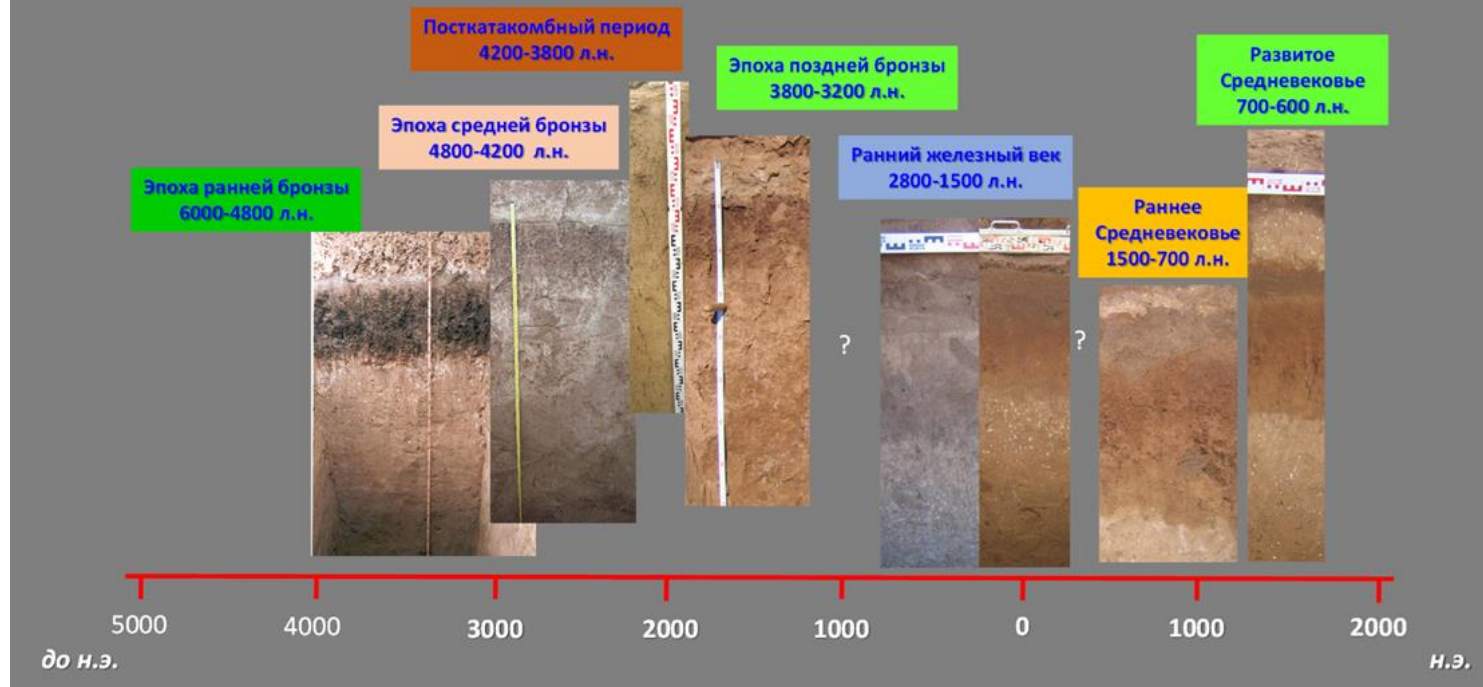 Посткатакомбный период
4200-3800 л.н.
Эпоха поздней бронзы
3800-3200 л.н.
Развитое
Средневековье
700-600 л.н.
Эпоха средней бронзы
4800-4200 л.н.
Ранний железный век
2800-1500 л.н.
Эпоха ранней бронзы
6000-4800 л.н.
Раннее
Средневековье
1500-700 л.н.
?
?
5000
4000
3000
2000
1000
0
1000
2000
до н.э.
н.э.